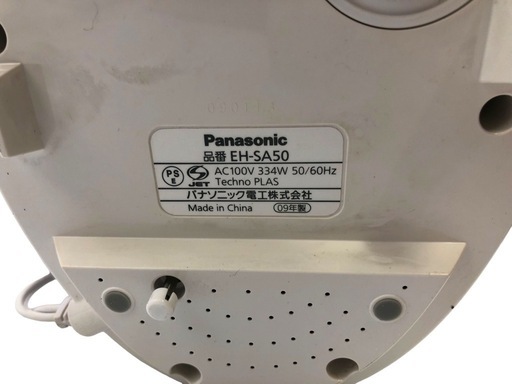 Panasonic
品番 EH-SA50
PS E JET AC100V 334W 50/60Hz
Techno PLAS
パナソニック電工株式会社
Made in China 09年製